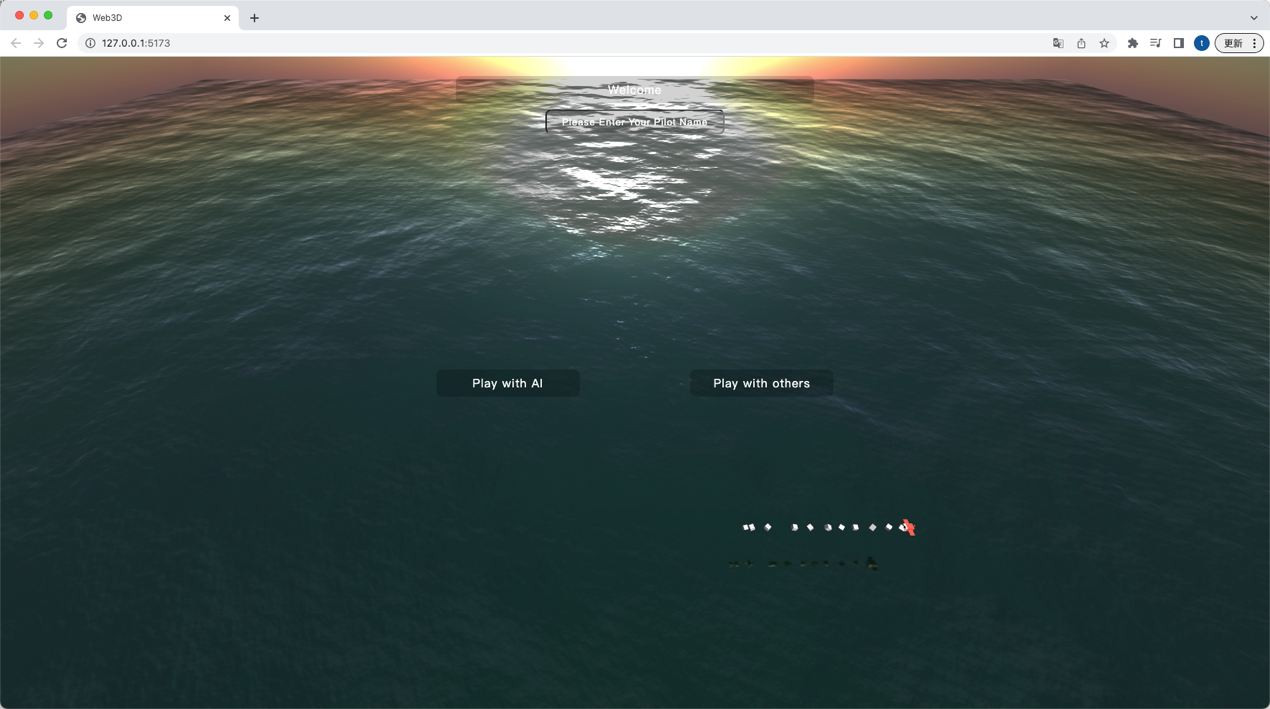 Web3D
127.0.0.1:5173
t
更新
Welcome
Please Enter Your Pilot Name
Play with AI
Play with others